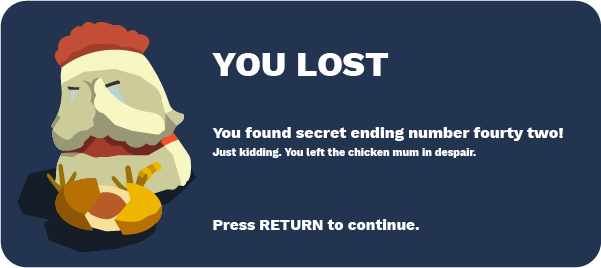 YOU LOST
You found secret ending number fourty two!
Just kidding. You left the chicken mum in despair.
Press RETURN to continue.